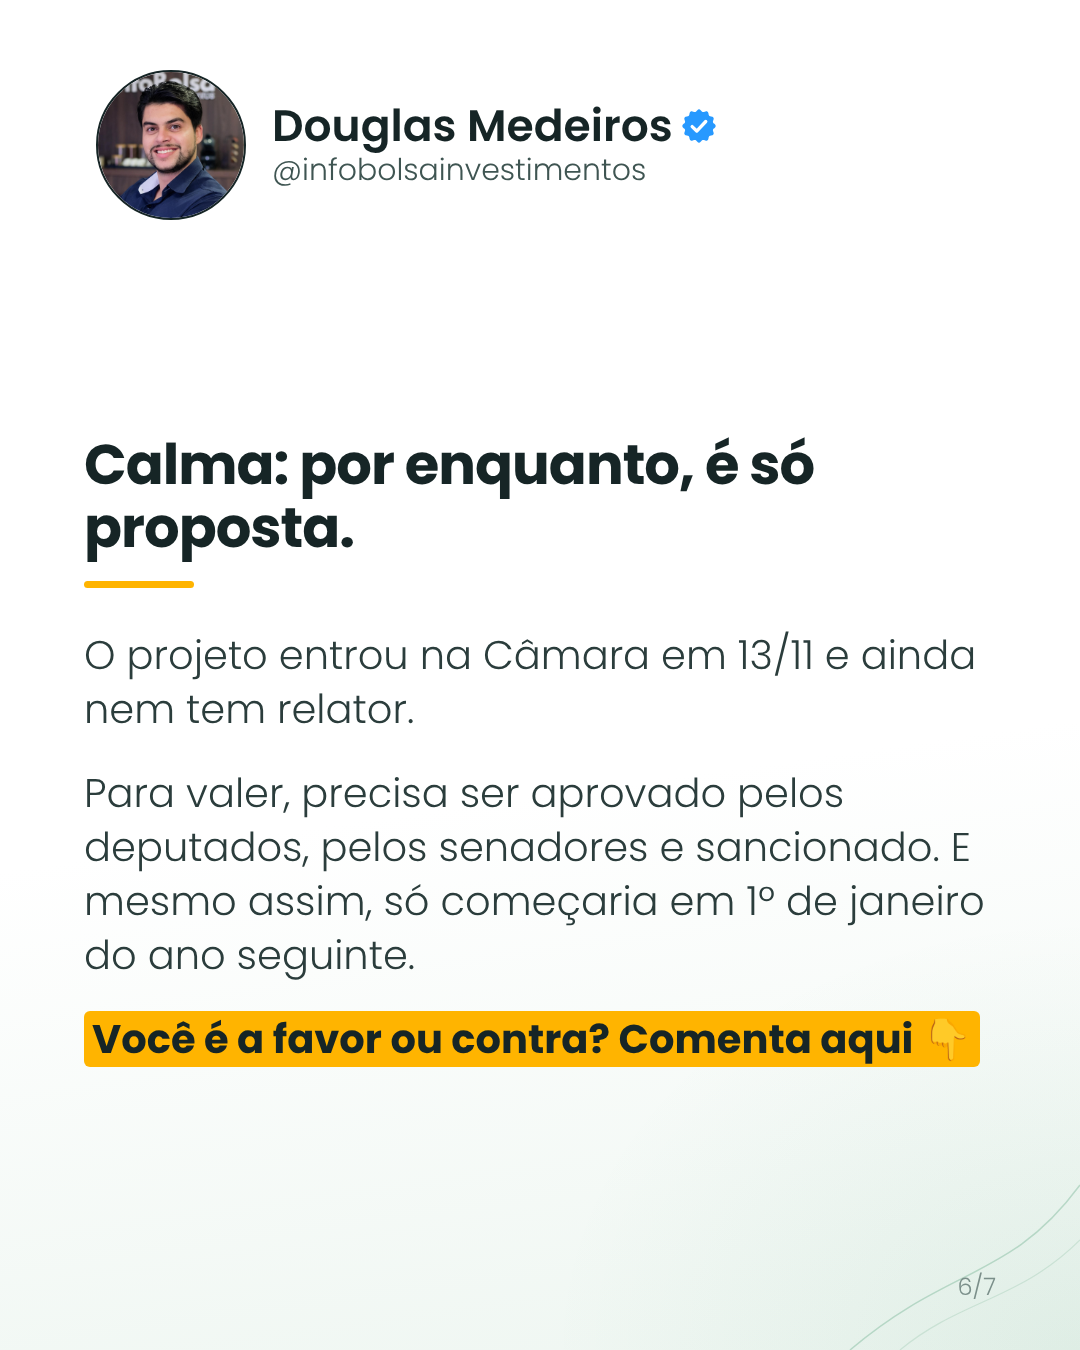 Douglas Medeiros
@infobolsainvestimentos
Calma: por enquanto, é só
proposta.
O projeto entrou na Câmara em 13/11 e ainda
nem tem relator.
Para valer, precisa ser aprovado pelos
deputados, pelos senadores e sancionado. E
mesmo assim, só começaria em 1º de janeiro
do ano seguinte.
Você é a favor ou contra? Comenta aqui 👇
6/7